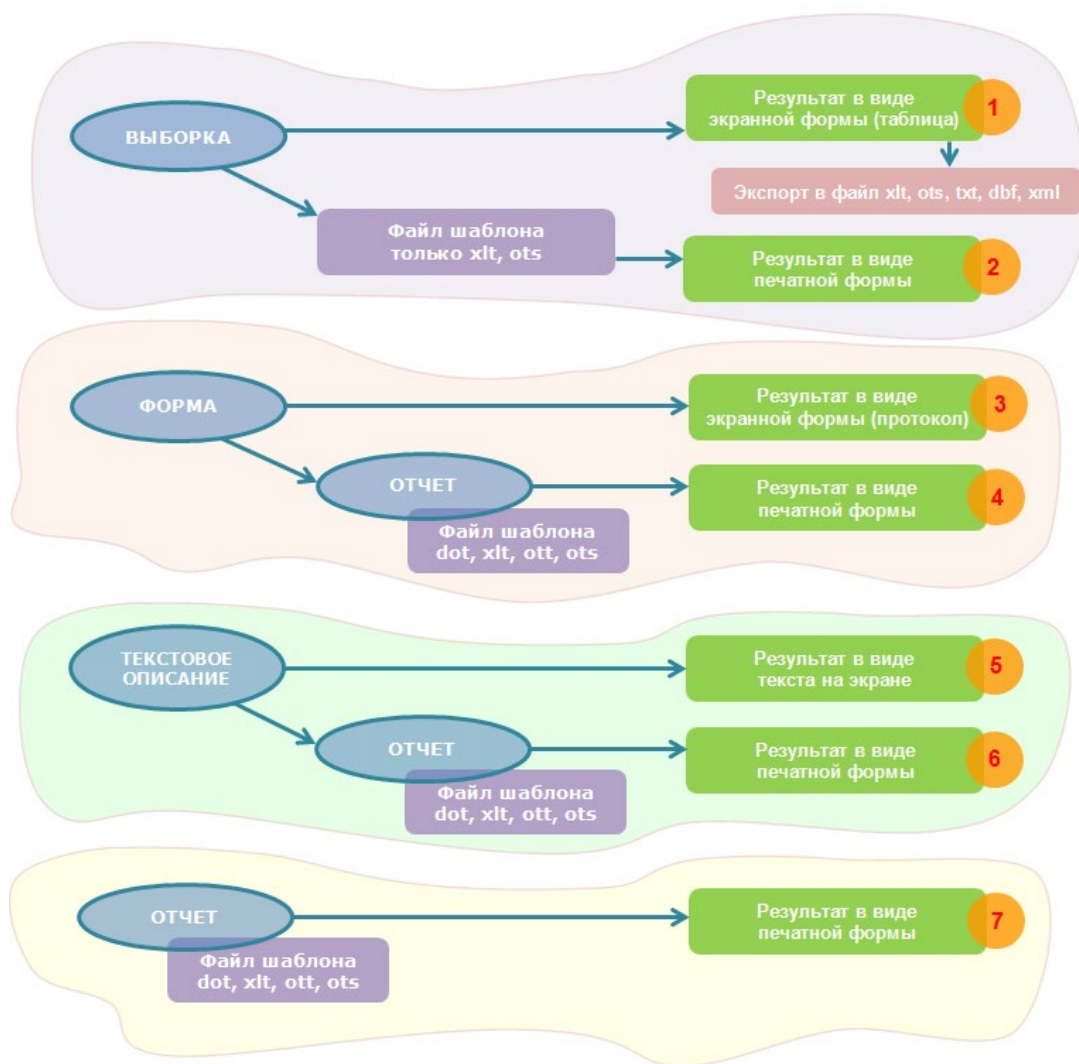 ВЫБОРКА
Результат в виде
экранной формы (таблица)
1
Экспорт в файл xlt, ots, txt, dbf, xml
Файл шаблона
только xlt, ots
Результат в виде
печатной формы
2
ФОРМА
Результат в виде
экранной формы (протокол)
3
ОТЧЕТ
Файл шаблона
dot, xlt, ott, ots
Результат в виде
печатной формы
4
ТЕКСТОВОЕ
ОПИСАНИЕ
Результат в виде
текста на экране
5
ОТЧЕТ
Файл шаблона
dot, xlt, ott, ots
Результат в виде
печатной формы
6
ОТЧЕТ
Файл шаблона
dot, xlt, ott, ots
Результат в виде
печатной формы
7